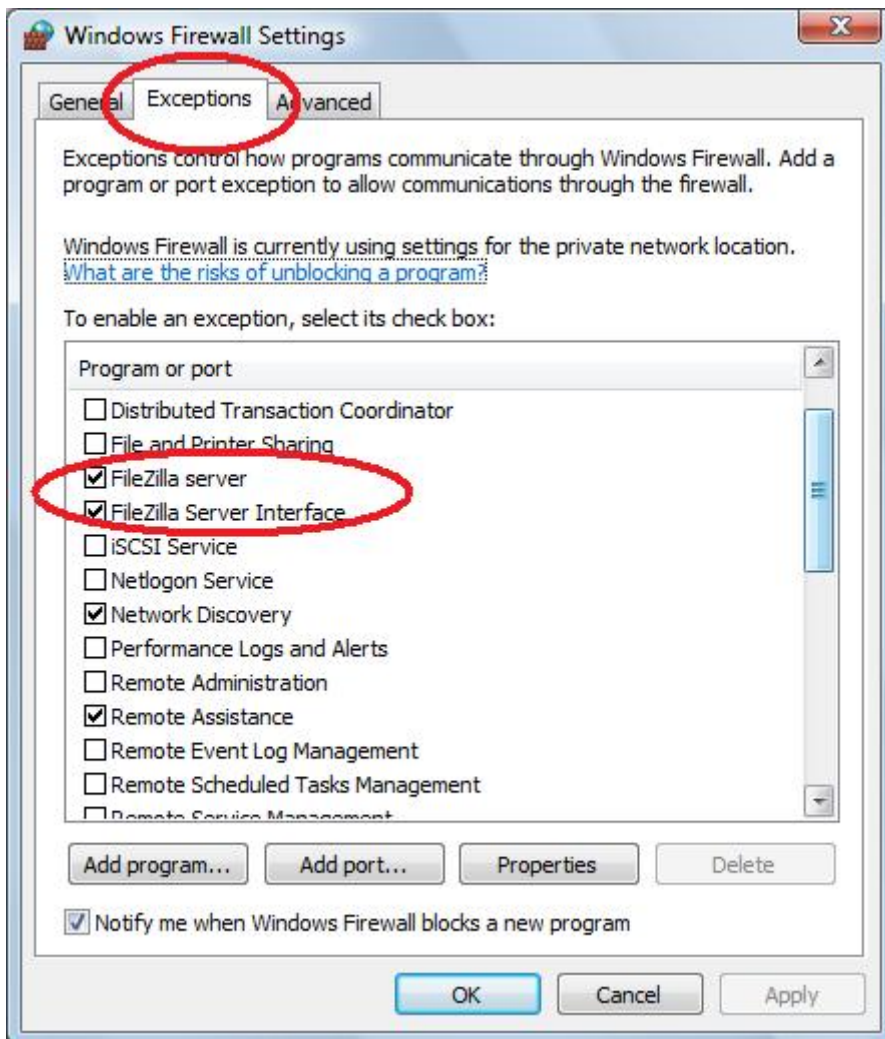 Windows Firewall Settings
General Exceptions Advanced
Exceptions control how programs communicate through Windows Firewall. Add a
program or port exception to allow communications through the firewall.
Windows Firewall is currently using settings for the private network location.
What are the risks of unblocking a program?
To enable an exception, select its check box:
Program or port
Distributed Transaction Coordinator
File and Printer Sharing
FileZilla server
FileZilla Server Interface
iSCSI Service
Netlogon Service
Network Discovery
Performance Logs and Alerts
Remote Administration
Remote Assistance
Remote Event Log Management
Remote Scheduled Tasks Management
Remote Service Management
Add program... Add port... Properties Delete
Notify me when Windows Firewall blocks a new program
OK Cancel Apply